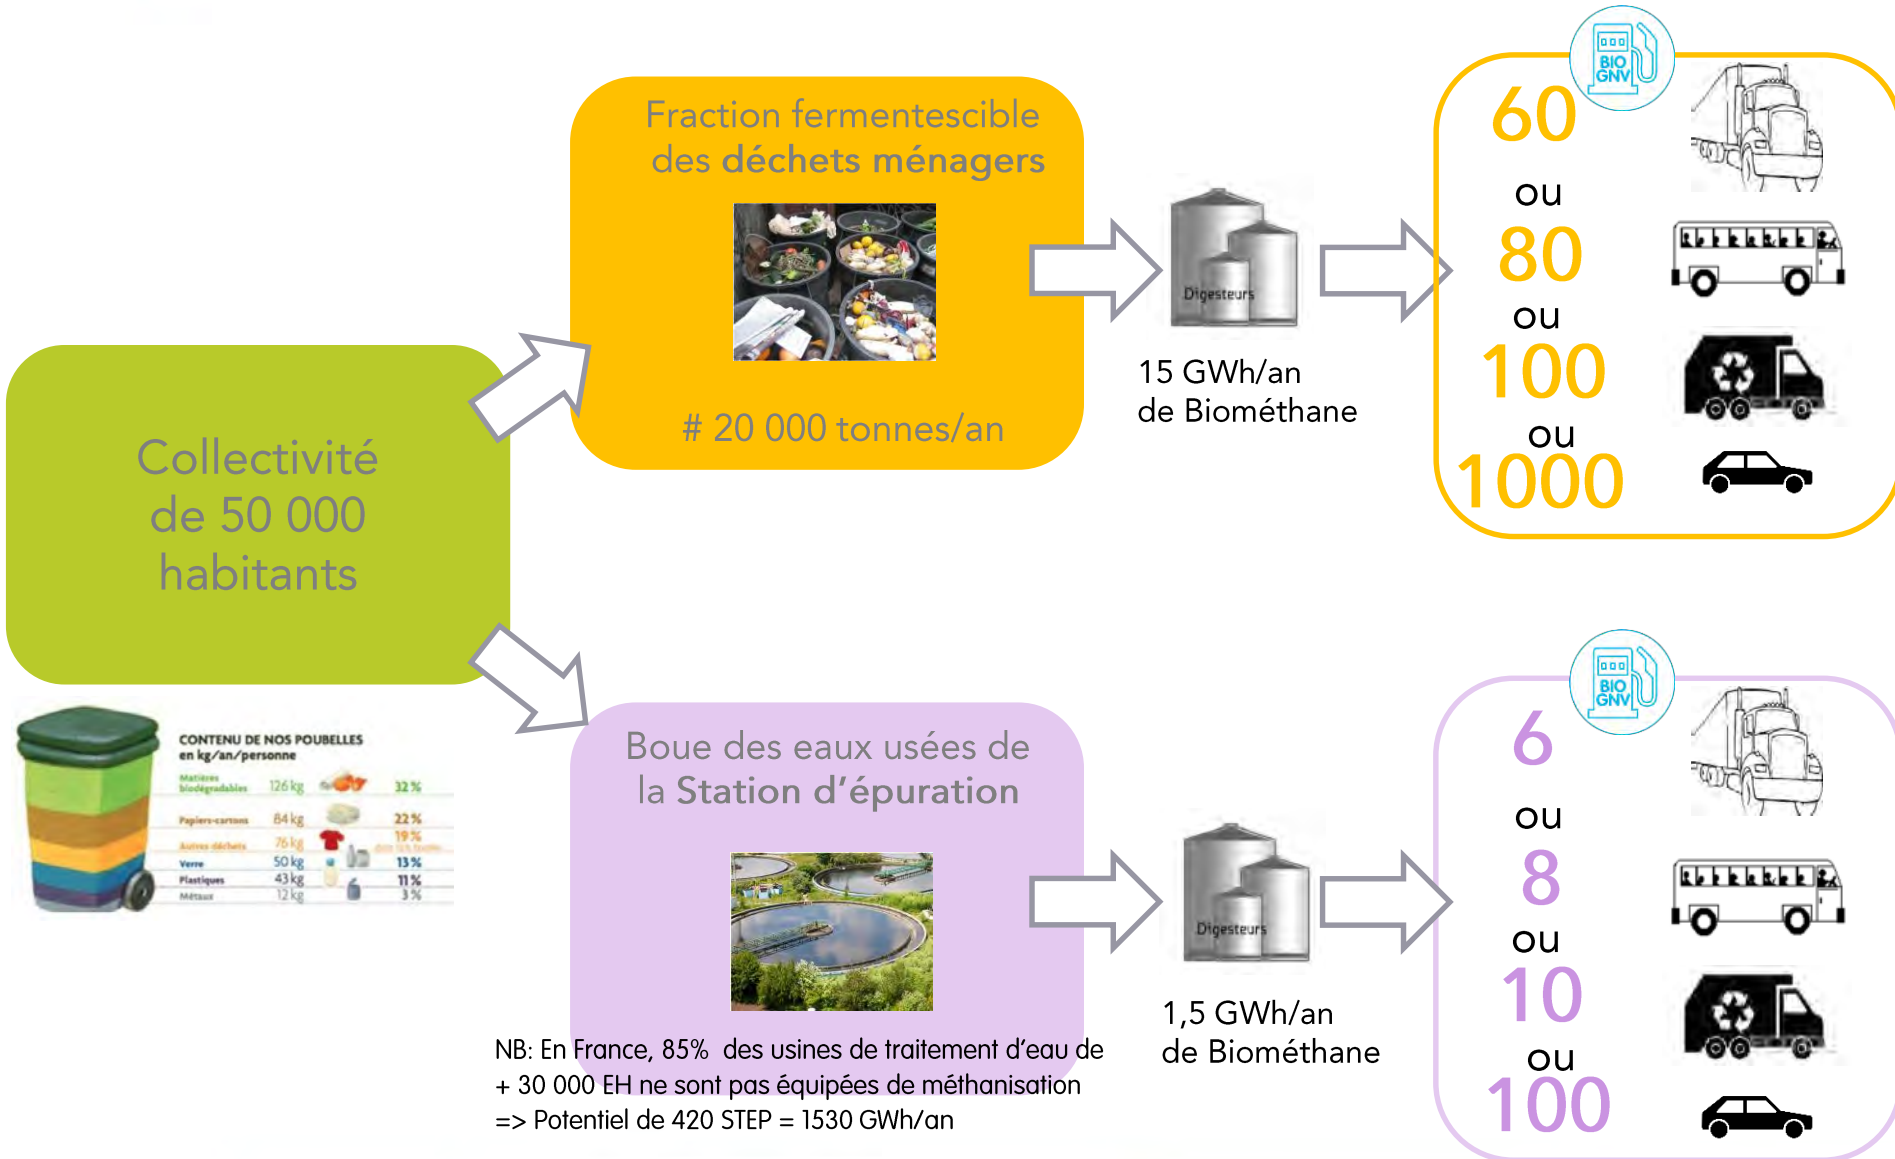 Collectivité
de 50 000
habitants
CONTENU DE NOS POUBELLES
en kg/an/personne
Matières
biodégradables 126 kg 32 %
Papiers-cartons 84 kg 22 %
Autres déchets 76 kg 19 %
Verre 50 kg 13 %
Plastiques 43 kg 11 %
Métaux 12 kg 3 %
Fraction fermentescible
des déchets ménagers
# 20 000 tonnes/an
Digesteurs
15 GWh/an
de Biométhane
BIO
GNV
60
ou
80
ou
100
ou
1000
Boue des eaux usées de
la Station d'épuration
NB: En France, 85% des usines de traitement d'eau de
+ 30 000 EH ne sont pas équipées de méthanisation
=> Potentiel de 420 STEP = 1530 GWh/an
Digesteurs
1,5 GWh/an
de Biométhane
BIO
GNV
6
ou
8
ou
10
ou
100